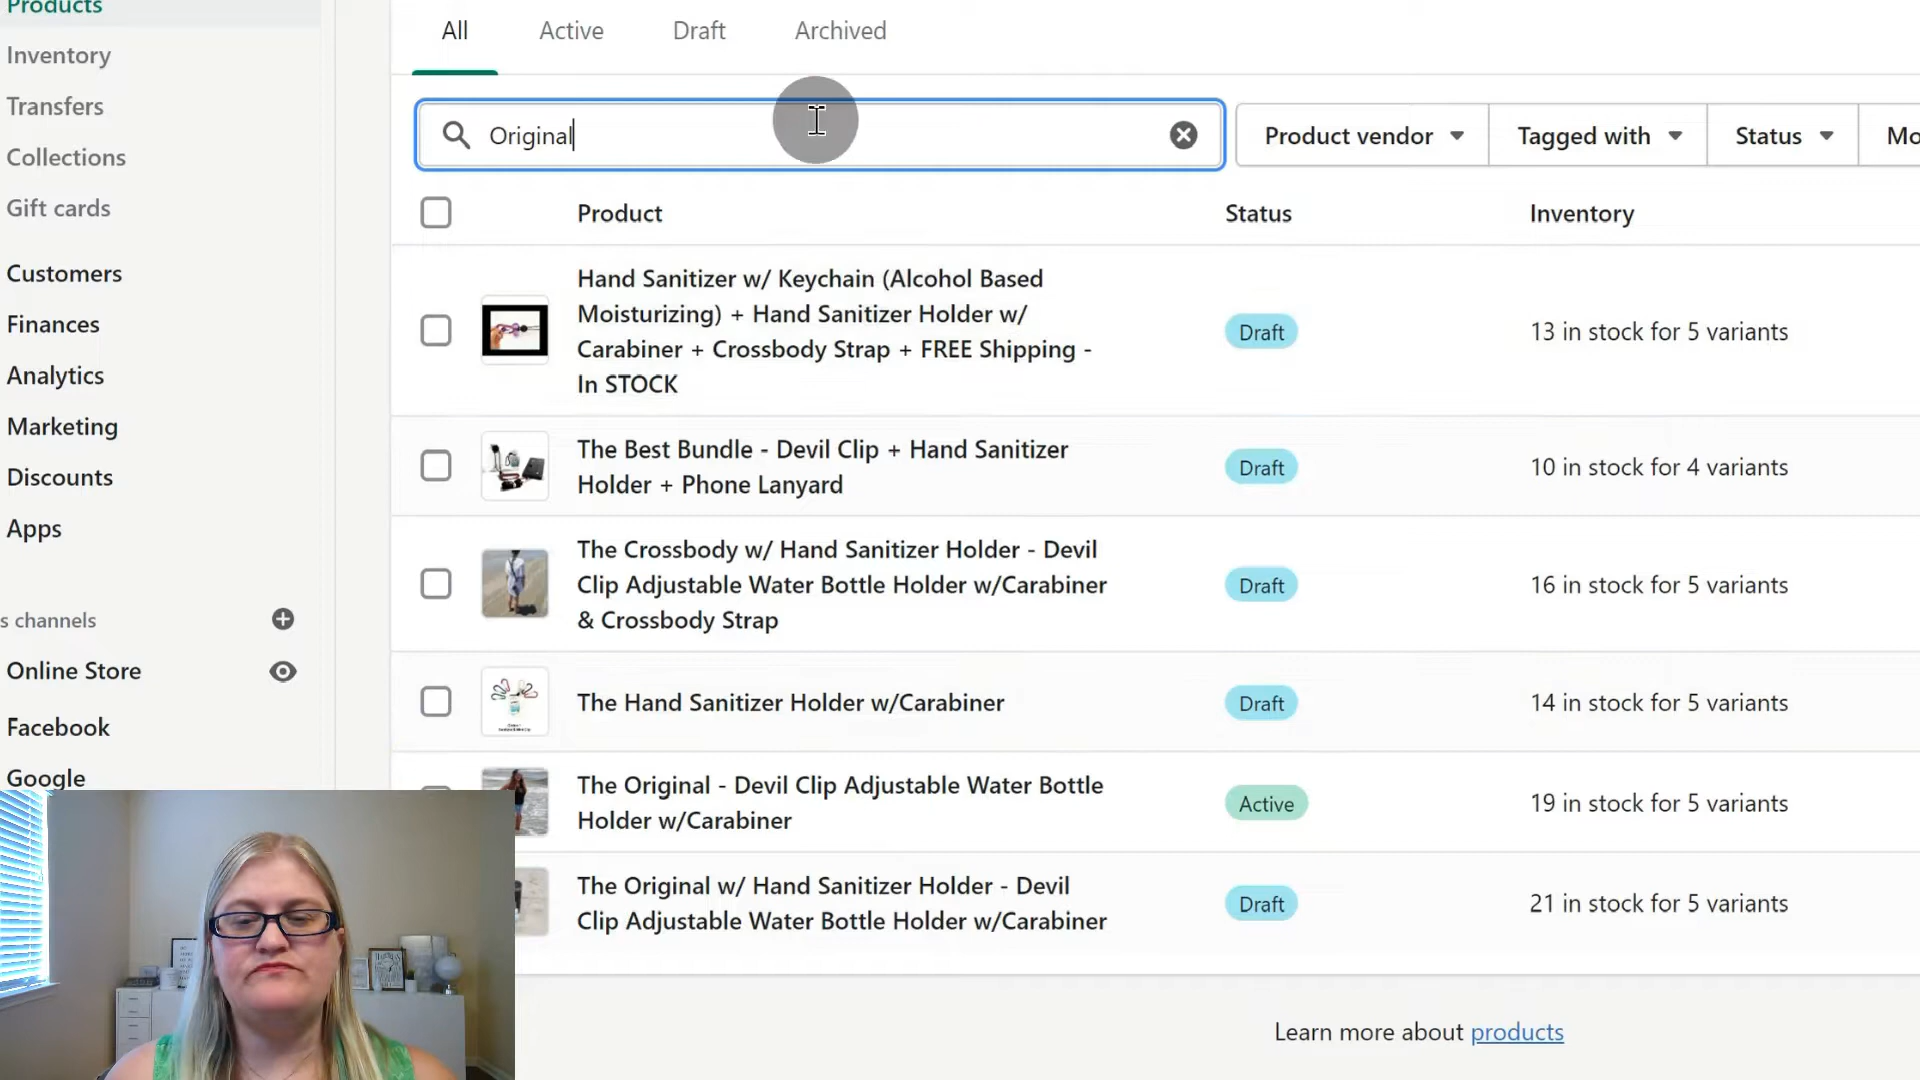 Products
Inventory
Transfers
Collections
Gift cards
Customers
Finances
Analytics
Marketing
Discounts
Apps
s channels
Online Store
Facebook
Google
All Active Draft Archived
Original
Product vendor Tagged with Status Mo
Product Status Inventory
Hand Sanitizer w/ Keychain (Alcohol Based
Moisturizing) + Hand Sanitizer Holder w/
Carabiner + Crossbody Strap + FREE Shipping -
In STOCK
Draft
13 in stock for 5 variants
The Best Bundle - Devil Clip + Hand Sanitizer
Holder + Phone Lanyard
Draft
10 in stock for 4 variants
The Crossbody w/ Hand Sanitizer Holder - Devil
Clip Adjustable Water Bottle Holder w/Carabiner
& Crossbody Strap
Draft
16 in stock for 5 variants
The Hand Sanitizer Holder w/Carabiner
Draft
14 in stock for 5 variants
The Original - Devil Clip Adjustable Water Bottle
Holder w/Carabiner
Active
19 in stock for 5 variants
The Original w/ Hand Sanitizer Holder - Devil
Clip Adjustable Water Bottle Holder w/Carabiner
Draft
21 in stock for 5 variants
Learn more about products